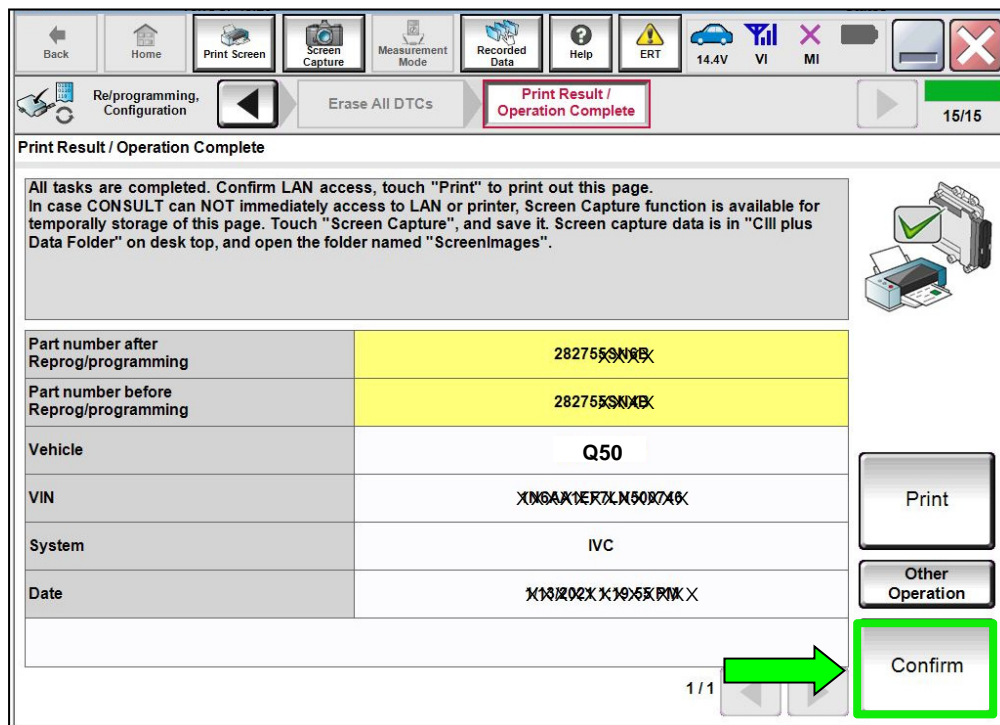 Back
Home
Print Screen
Screen
Capture
Measurement
Mode
Recorded
Data
Help
ERT
14.4V
VI
MI
Re/programming,
Configuration
Erase All DTCs
Print Result /
Operation Complete
15/15
Print Result / Operation Complete
All tasks are completed. Confirm LAN access, touch "Print" to print out this page.
In case CONSULT can NOT immediately access to LAN or printer, Screen Capture function is available for
temporally storage of this page. Touch "Screen Capture", and save it. Screen capture data is in "CIII plus
Data Folder" on desk top, and open the folder named "ScreenImages".
Part number after
Reprog/programming
Part number before
Reprog/programming
Vehicle
Q50
VIN
System
IVC
Date
Print
Other
Operation
Confirm
1/1